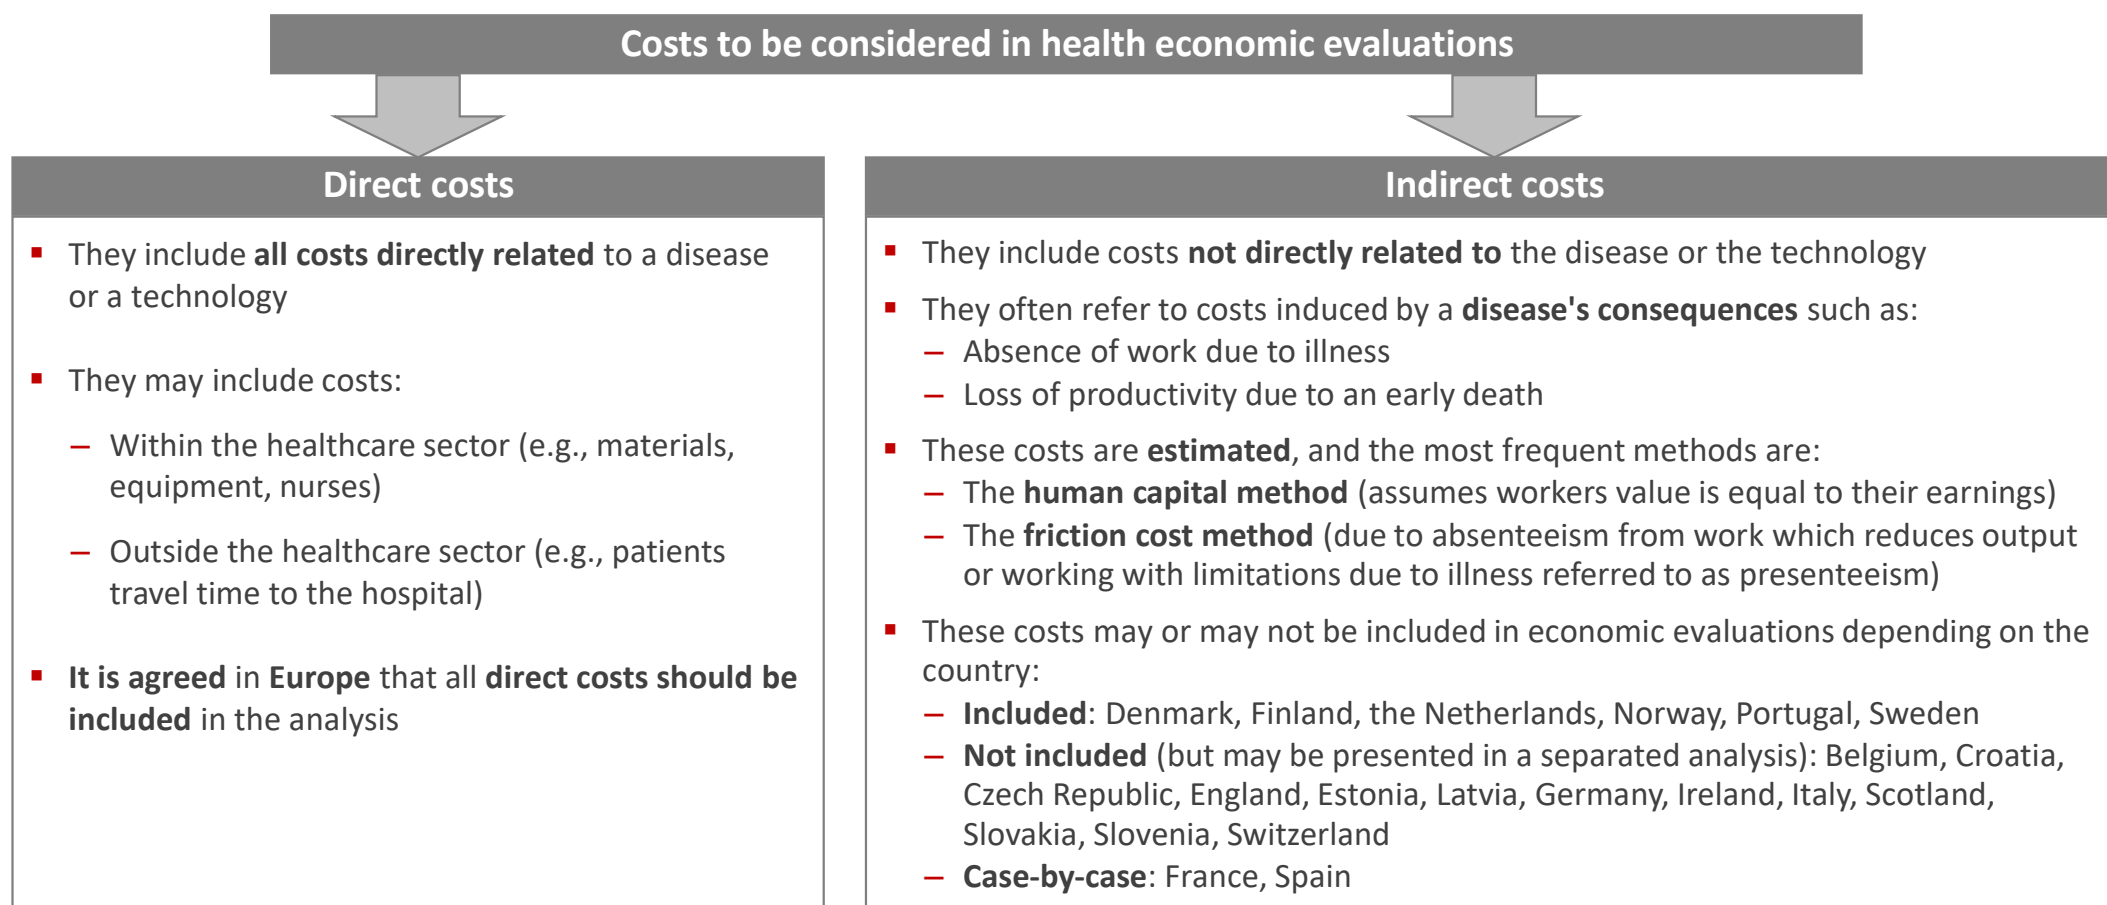 Costs to be considered in health economic evaluations
Direct costs
▪ They include all costs directly related to a disease
or a technology
▪ They may include costs:
– Within the healthcare sector (e.g., materials,
equipment, nurses)
– Outside the healthcare sector (e.g., patients
travel time to the hospital)
▪ It is agreed in Europe that all direct costs should be
included in the analysis
Indirect costs
▪ They include costs not directly related to the disease or the technology
▪ They often refer to costs induced by a disease's consequences such as:
– Absence of work due to illness
– Loss of productivity due to an early death
▪ These costs are estimated, and the most frequent methods are:
– The human capital method (assumes workers value is equal to their earnings)
– The friction cost method (due to absenteeism from work which reduces output
or working with limitations due to illness referred to as presenteeism)
▪ These costs may or may not be included in economic evaluations depending on the
country:
– Included: Denmark, Finland, the Netherlands, Norway, Portugal, Sweden
– Not included (but may be presented in a separated analysis): Belgium, Croatia,
Czech Republic, England, Estonia, Latvia, Germany, Ireland, Italy, Scotland,
Slovakia, Slovenia, Switzerland
– Case-by-case: France, Spain